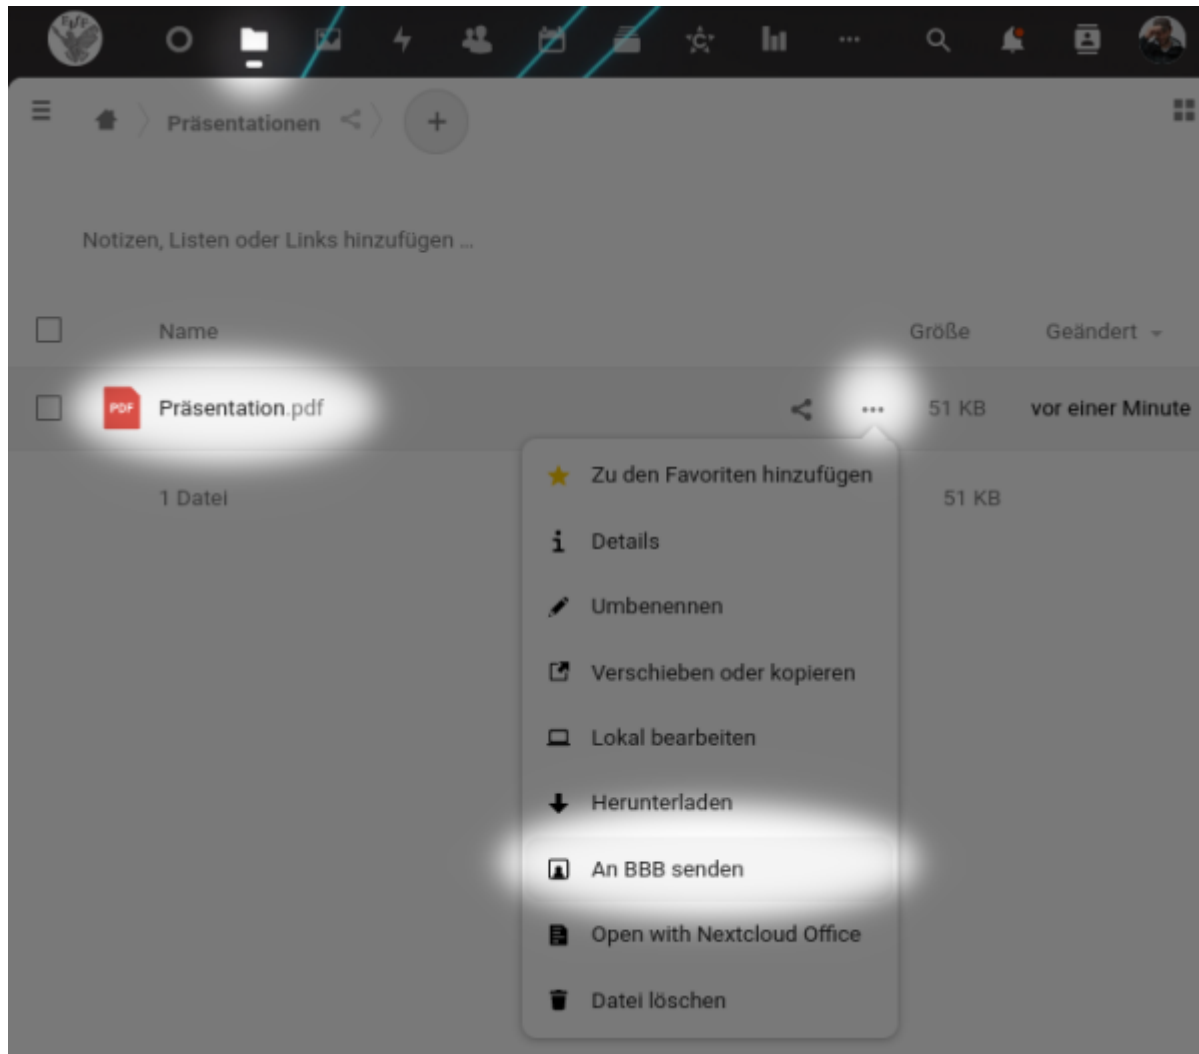 FIfF
Präsentationen
Notizen, Listen oder Links hinzufügen ...
Name Größe Geändert
PDF Präsentation.pdf 51 KB vor einer Minute
1 Datei 51 KB
Zu den Favoriten hinzufügen
Details
Umbenennen
Verschieben oder kopieren
Lokal bearbeiten
Herunterladen
An BBB senden
Open with Nextcloud Office
Datei löschen